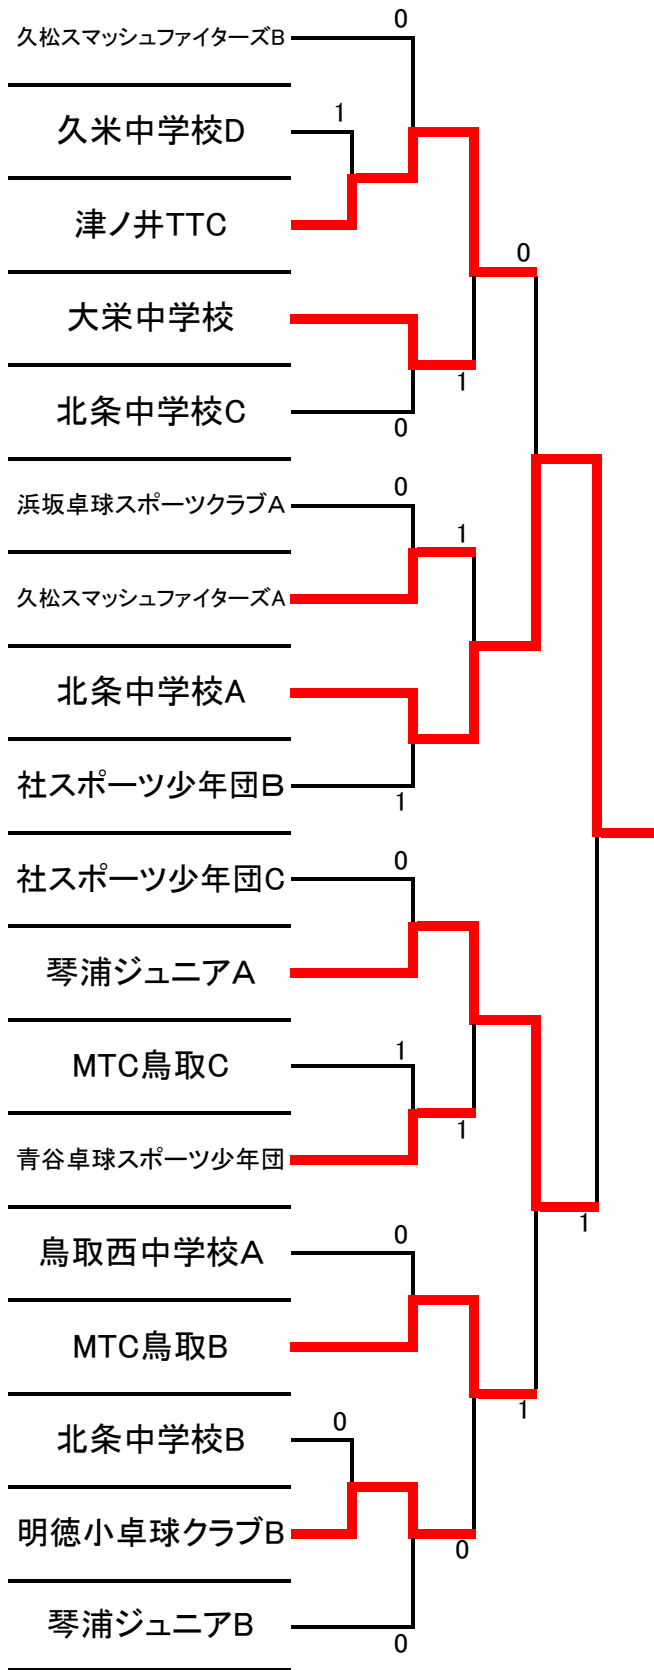 0
久松スマッシュファイターズB
1
久米中学校D
津ノ井TTC
0
大栄中学校
1
北条中学校C
0
0
浜坂卓球スポーツクラブA
1
久松スマッシュファイターズA
北条中学校A
社スポーツ少年団B
1
0
社スポーツ少年団C
琴浦ジュニアA
1
MTC鳥取C
1
青谷卓球スポーツ少年団
1
0
鳥取西中学校A
MTC鳥取B
1
0
北条中学校B
明徳小卓球クラブB
0
琴浦ジュニアB
0